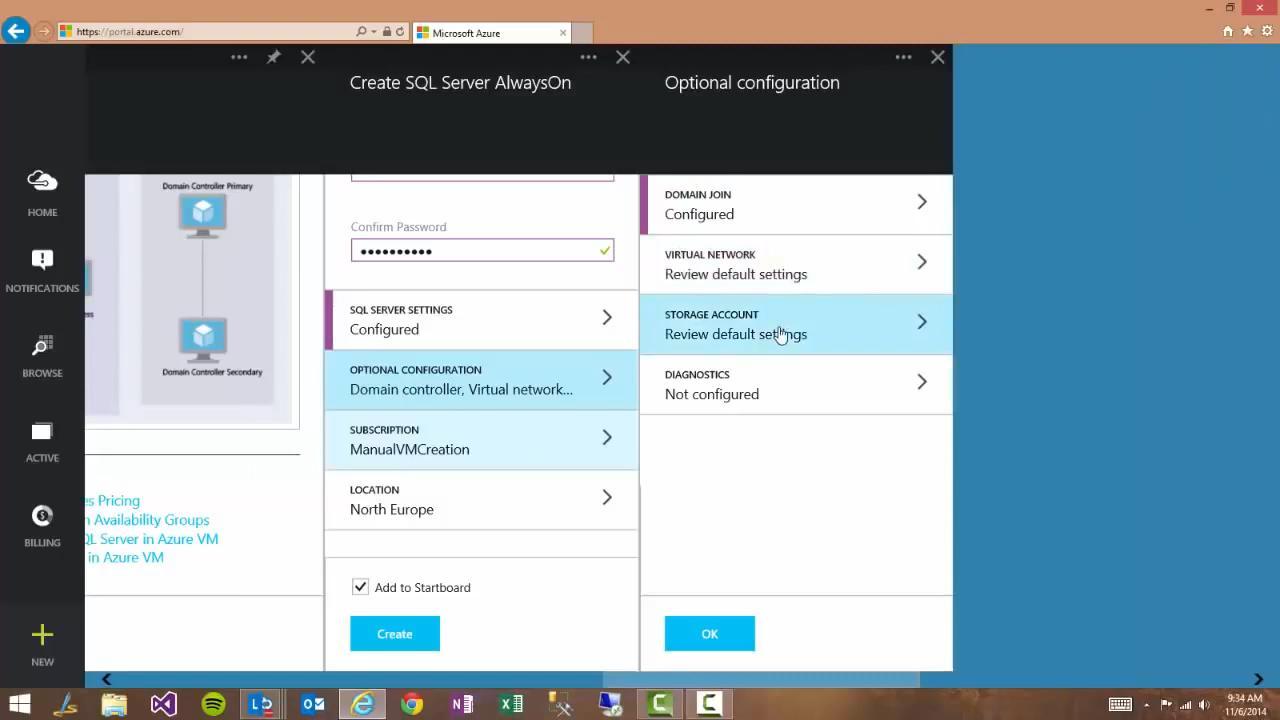 https://portal.azure.com/
Microsoft Azure
Create SQL Server AlwaysOn
Optional configuration
HOME
NOTIFICATIONS
BROWSE
ACTIVE
BILLING
NEW
Domain Controller Primary
Domain Controller Secondary
es Pricing
n Availability Groups
QL Server in Azure VM
in Azure VM
Confirm Password
SQL SERVER SETTINGS
Configured
OPTIONAL CONFIGURATION
Domain controller, Virtual network...
SUBSCRIPTION
ManualVMCreation
LOCATION
North Europe
Add to Startboard
Create
DOMAIN JOIN
Configured
VIRTUAL NETWORK
Review default settings
STORAGE ACCOUNT
Review default settings
DIAGNOSTICS
Not configured
OK
9:34 AM
11/6/2014